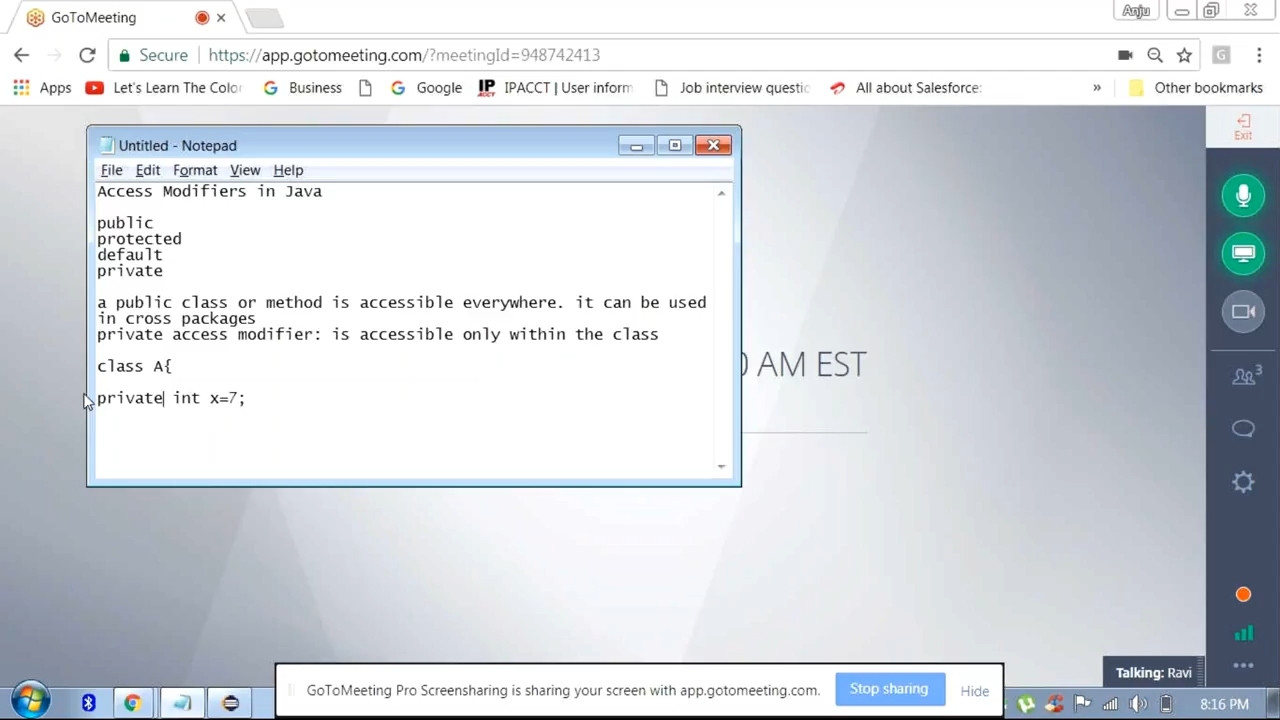 GoToMeeting
Anju
Secure https://app.gotomeeting.com/?meetingId=948742413
Apps Let's Learn The Color Business Google IPACCT | User inform Job interview questic All about Salesforce: » Other bookmarks
Exit
Untitled - Notepad
File Edit Format View Help
Access Modifiers in Java
public
protected
default
private
a public class or method is accessible everywhere. it can be used
in cross packages
private access modifier: is accessible only within the class
class A{
private int x=7;
0 AM EST
3
Talking: Ravi
GoToMeeting Pro Screensharing is sharing your screen with app.gotomeeting.com. Stop sharing Hide
8:16 PM